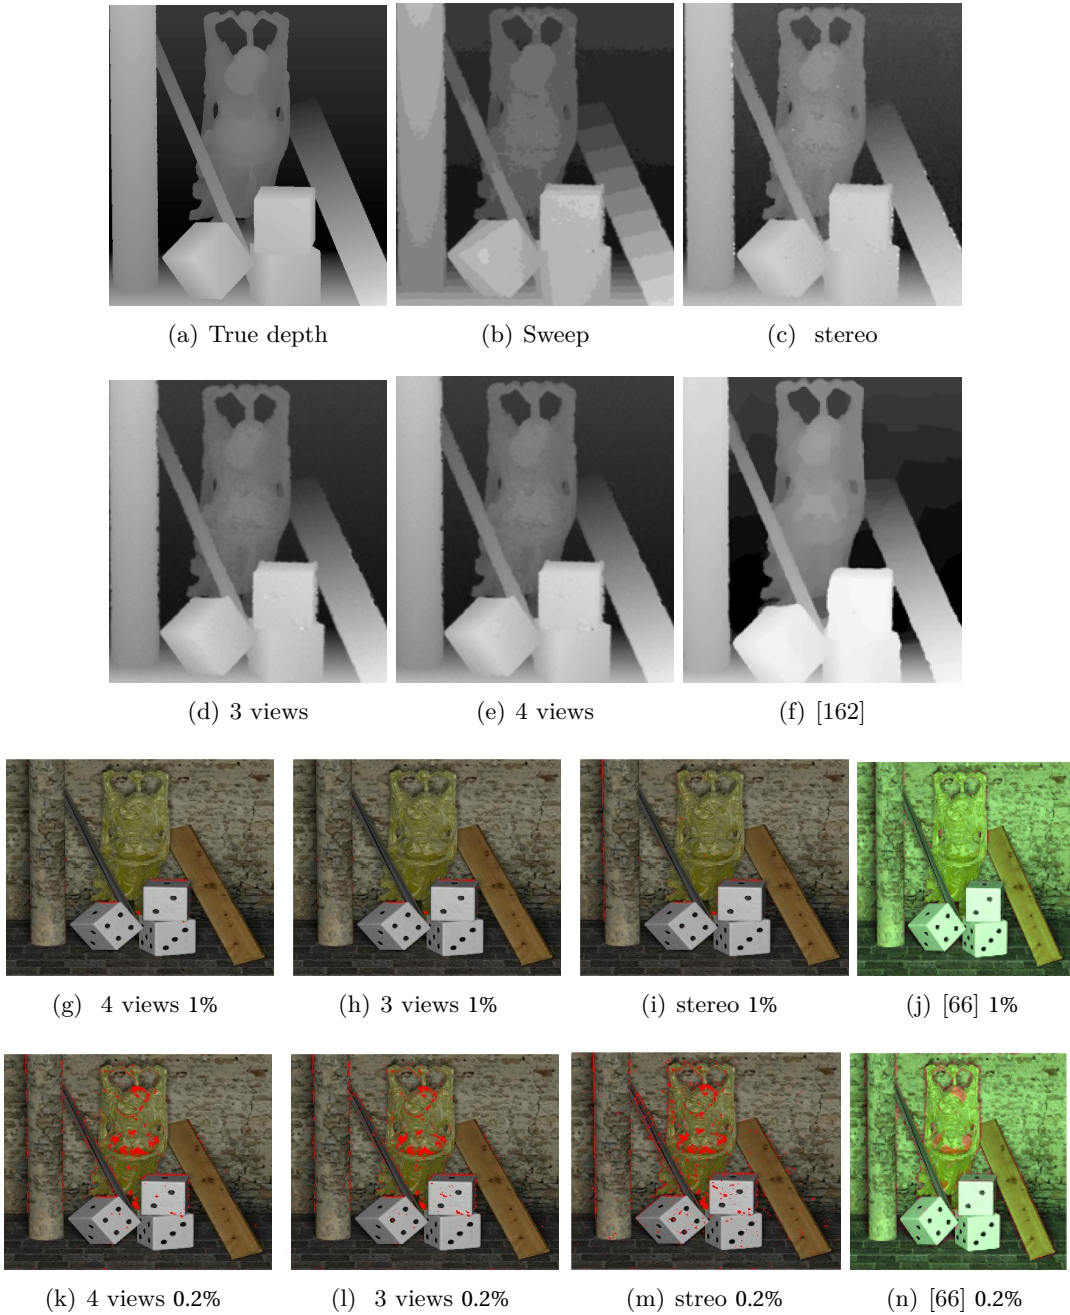 (a) True depth
(b) Sweep
(c) stereo
(d) 3 views
(e) 4 views
(f) [162]
(g) 4 views 1%
(h) 3 views 1%
(i) stereo 1%
(j) [66] 1%
(k) 4 views 0.2%
(l) 3 views 0.2%
(m) streo 0.2%
(n) [66] 0.2%